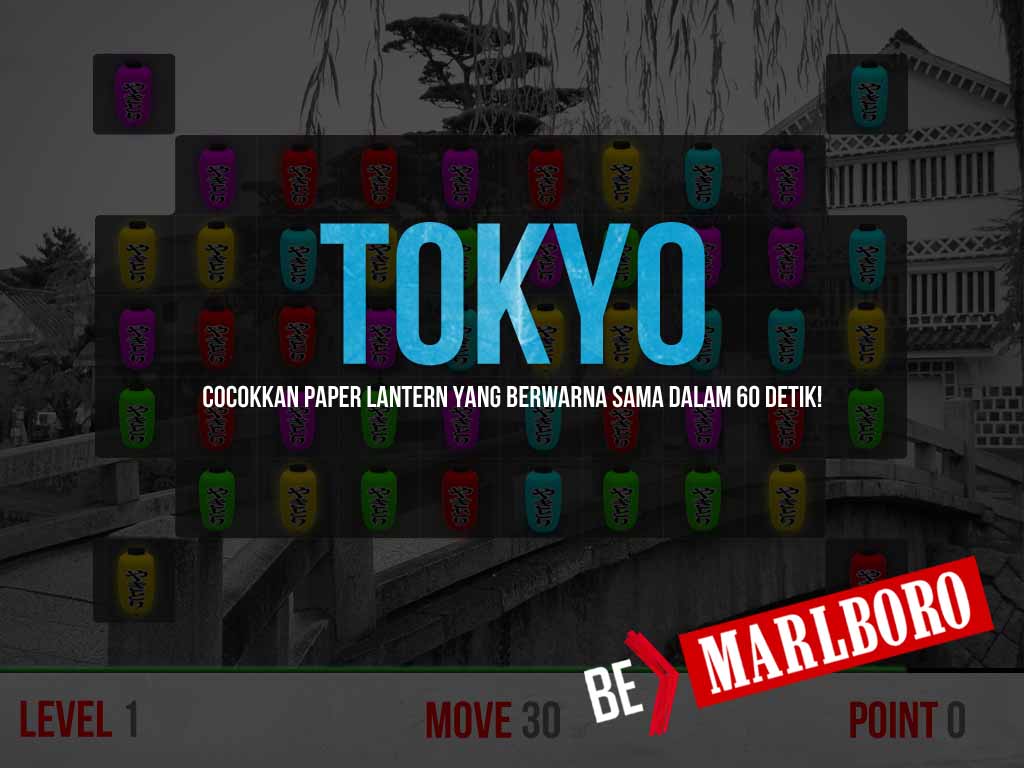 TOKYO
COCOKKAN PAPER LANTERN YANG BERWARNA SAMA DALAM 60 DETIK!
BE > MARLBORO
LEVEL 1
MOVE 30
POINT 0